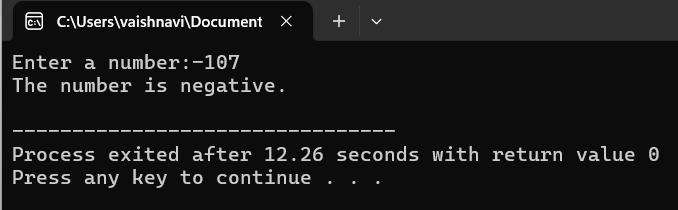 C:\Users\vaishnavi\Document
Enter a number:-107
The number is negative.
--------------------------------
Process exited after 12.26 seconds with return value 0
Press any key to continue . . .